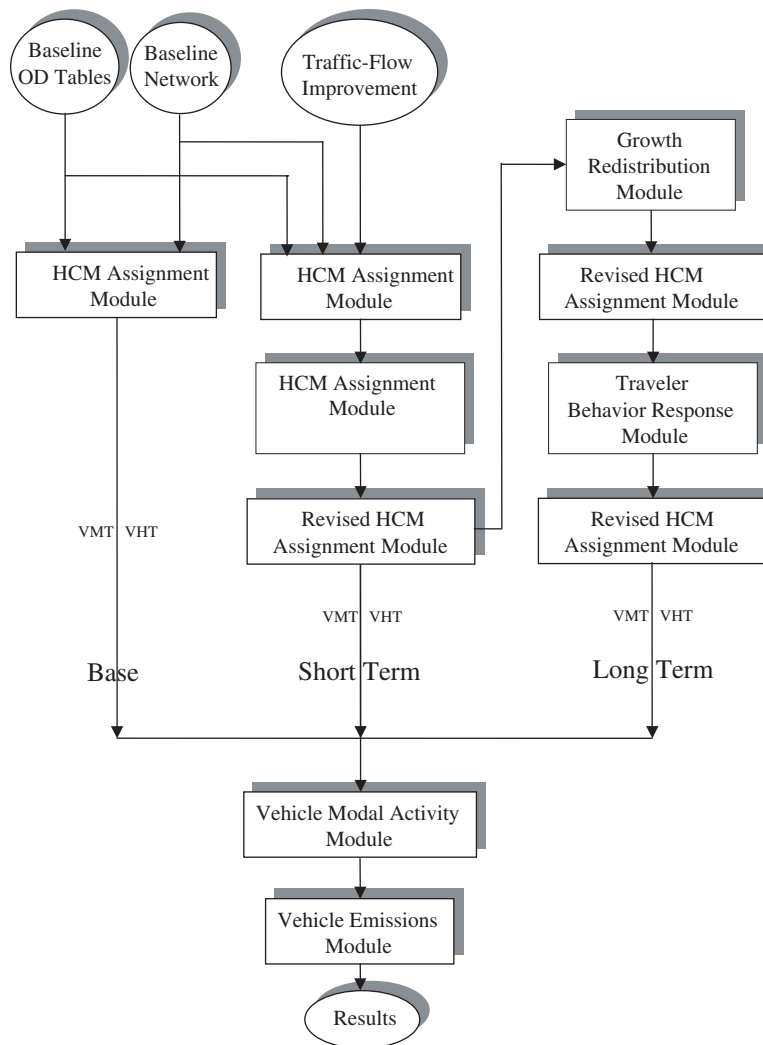 Baseline
OD Tables
Baseline
Network
Traffic-Flow
Improvement
Growth
Redistribution
Module
HCM Assignment
Module
HCM Assignment
Module
Revised HCM
Assignment Module
HCM Assignment
Module
Traveler
Behavior Response
Module
Revised HCM
Assignment Module
Revised HCM
Assignment Module
VMT VHT
VMT VHT
VMT VHT
Base
Short Term
Long Term
Vehicle Modal Activity
Module
Vehicle Emissions
Module
Results